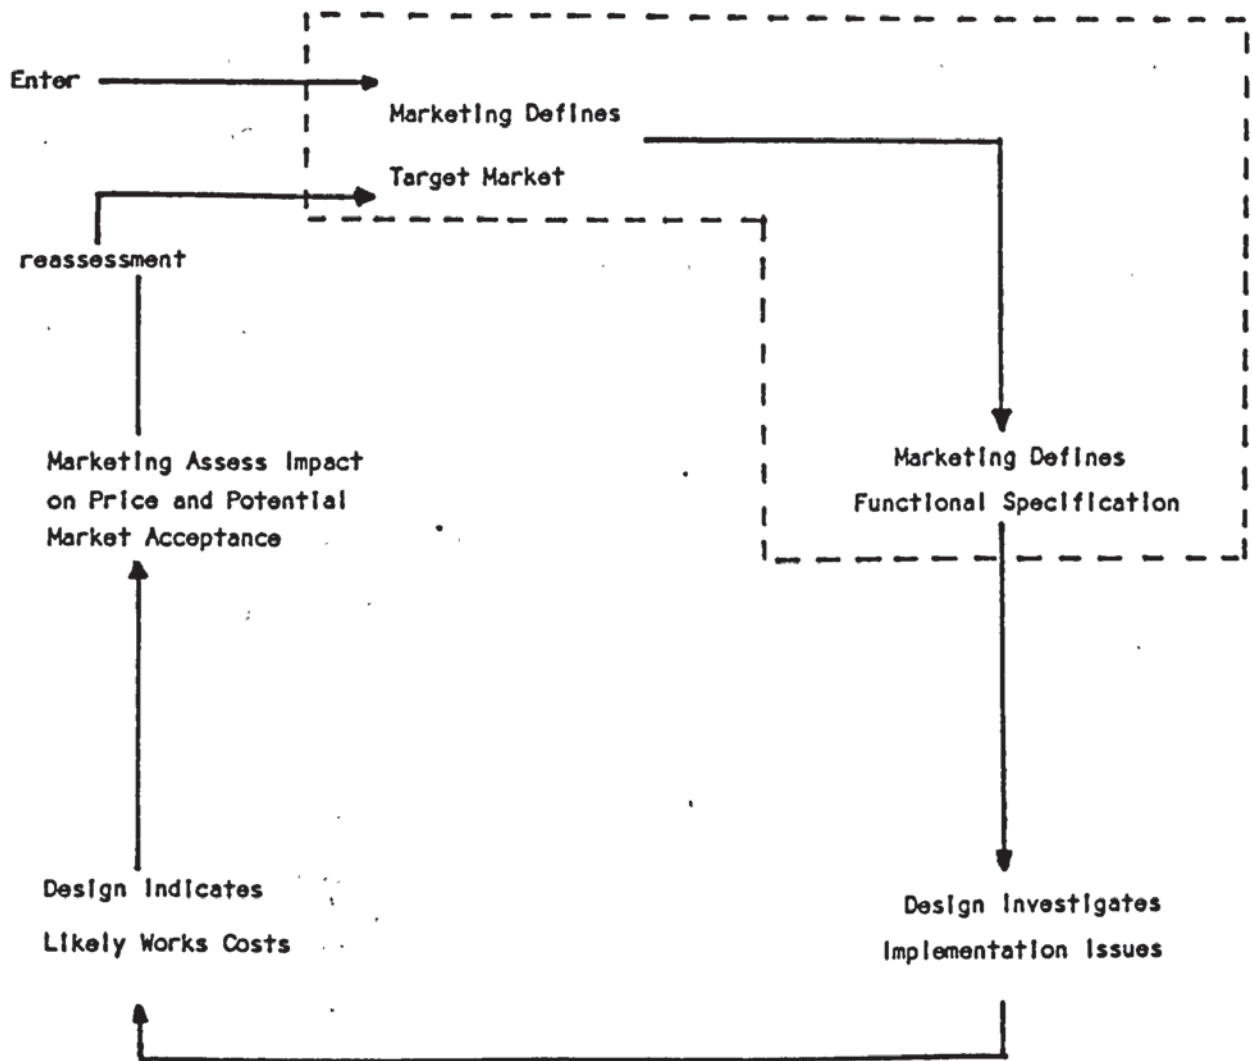 Enter
Marketing Defines
Target Market
reassessment
Marketing Assess Impact
on Price and Potential
Market Acceptance
Marketing Defines
Functional Specification
Design Indicates
Likely Works Costs
Design Investigates
Implementation Issues